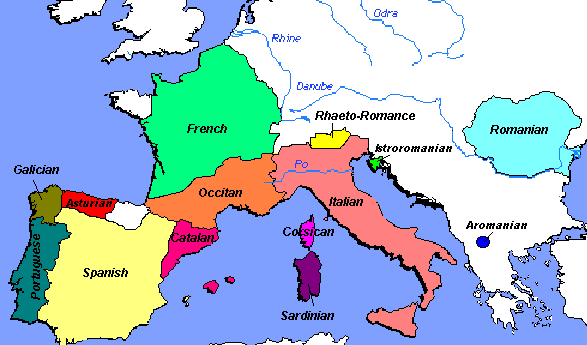 Odra
Rhine
Danube
Rhaeto-Romance
French
Romanian
Istroromanian
Po
Galician
Occitan
Asturian
Italian
Aromanian
Corsican
Catalan
Portuguese
Spanish
Sardinian